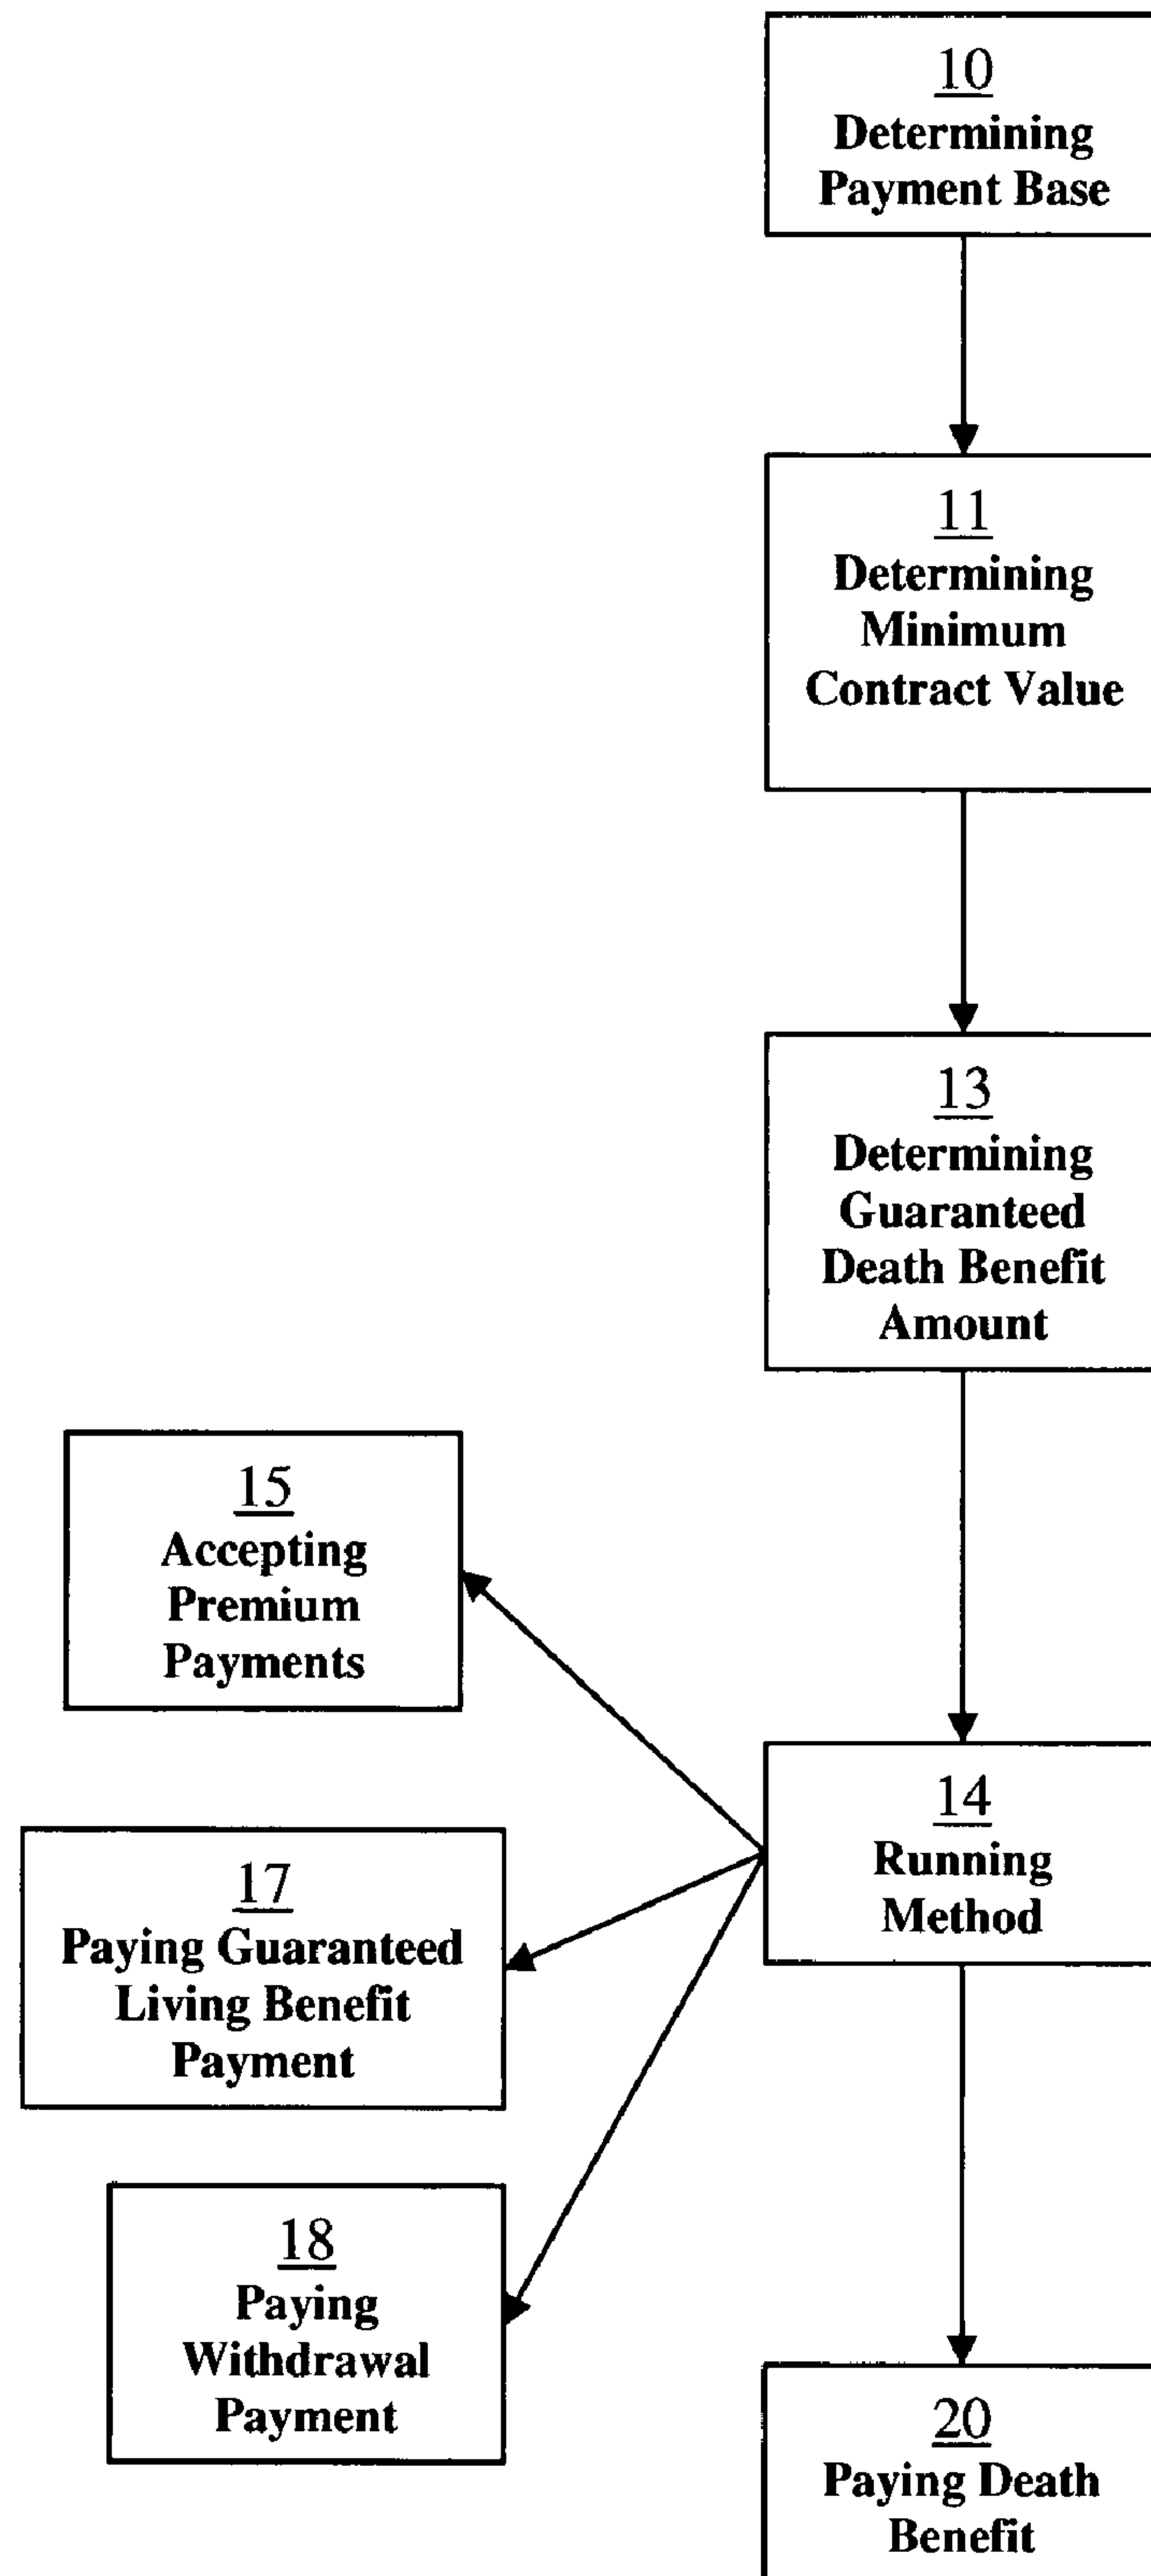 10
Determining
Payment Base
11
Determining
Minimum
Contract Value
13
Determining
Guaranteed
Death Benefit
Amount
15
Accepting
Premium
Payments
14
Running
Method
17
Paying Guaranteed
Living Benefit
Payment
18
Paying
Withdrawal
Payment
20
Paying Death
Benefit